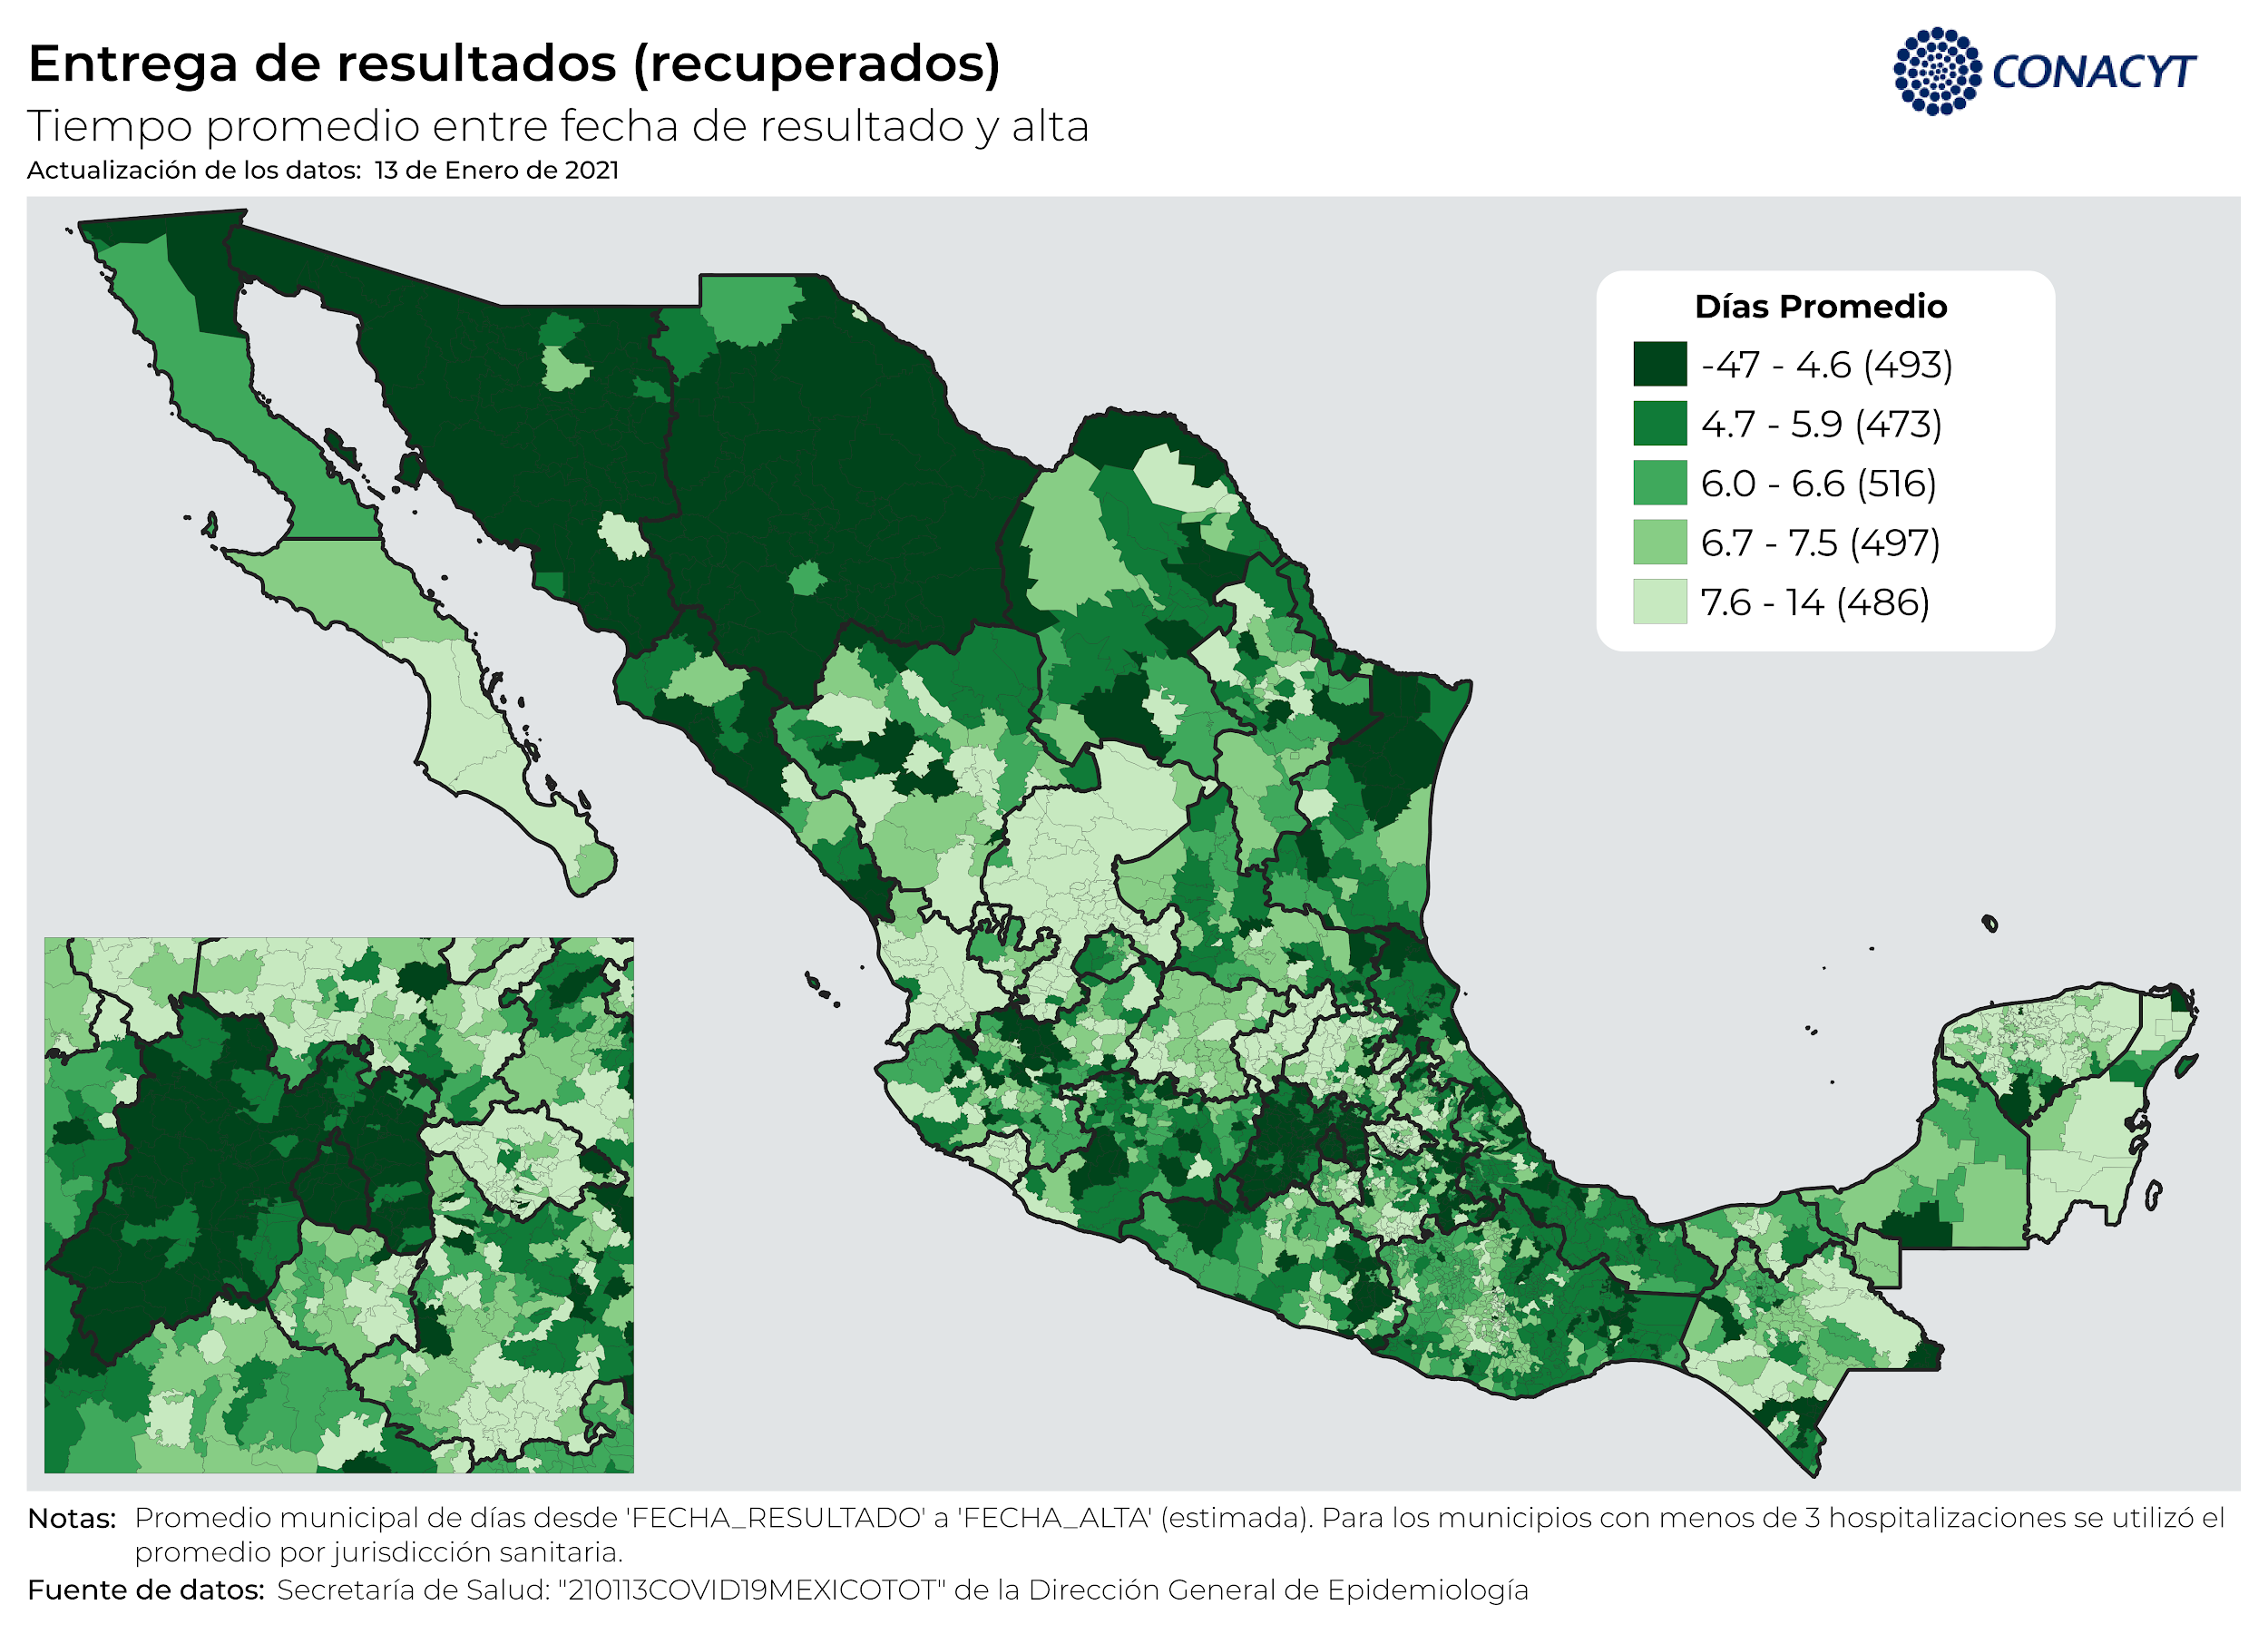 Entrega de resultados (recuperados)
CONACYT
Tiempo promedio entre fecha de resultado y alta
Actualización de los datos: 13 de Enero de 2021
Días Promedio
-47 - 4.6 (493)
4.7 - 5.9 (473)
6.0 - 6.6 (516)
6.7 - 7.5 (497)
7.6 - 14 (486)
Notas: Promedio municipal de días desde 'FECHA_RESULTADO' a 'FECHA_ALTA' (estimada). Para los municipios con menos de 3 hospitalizaciones se utilizó el
promedio por jurisdicción sanitaria.
Fuente de datos: Secretaría de Salud: "210113COVID19MEXICOTOT" de la Dirección General de Epidemiología